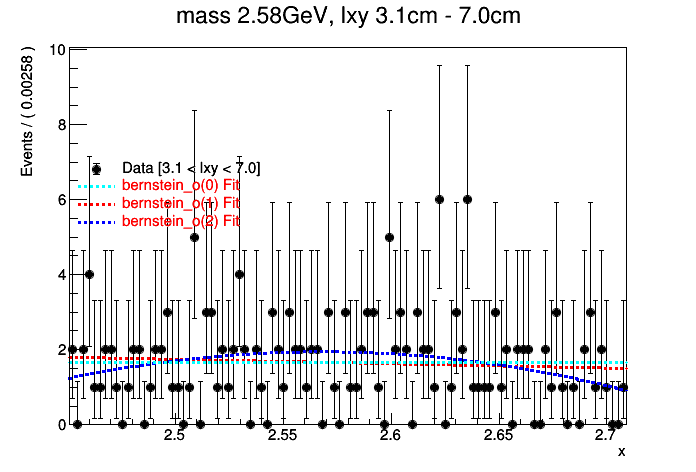 mass 2.58GeV, lxy 3.1cm - 7.0cm
Events / ( 0.00258 )
10
8
6
4
2
0
Data [3.1 < lxy < 7.0]
bernstein_o(0) Fit
bernstein_o(1) Fit
bernstein_o(2) Fit
2.5 2.55 2.6 2.65 2.7
x